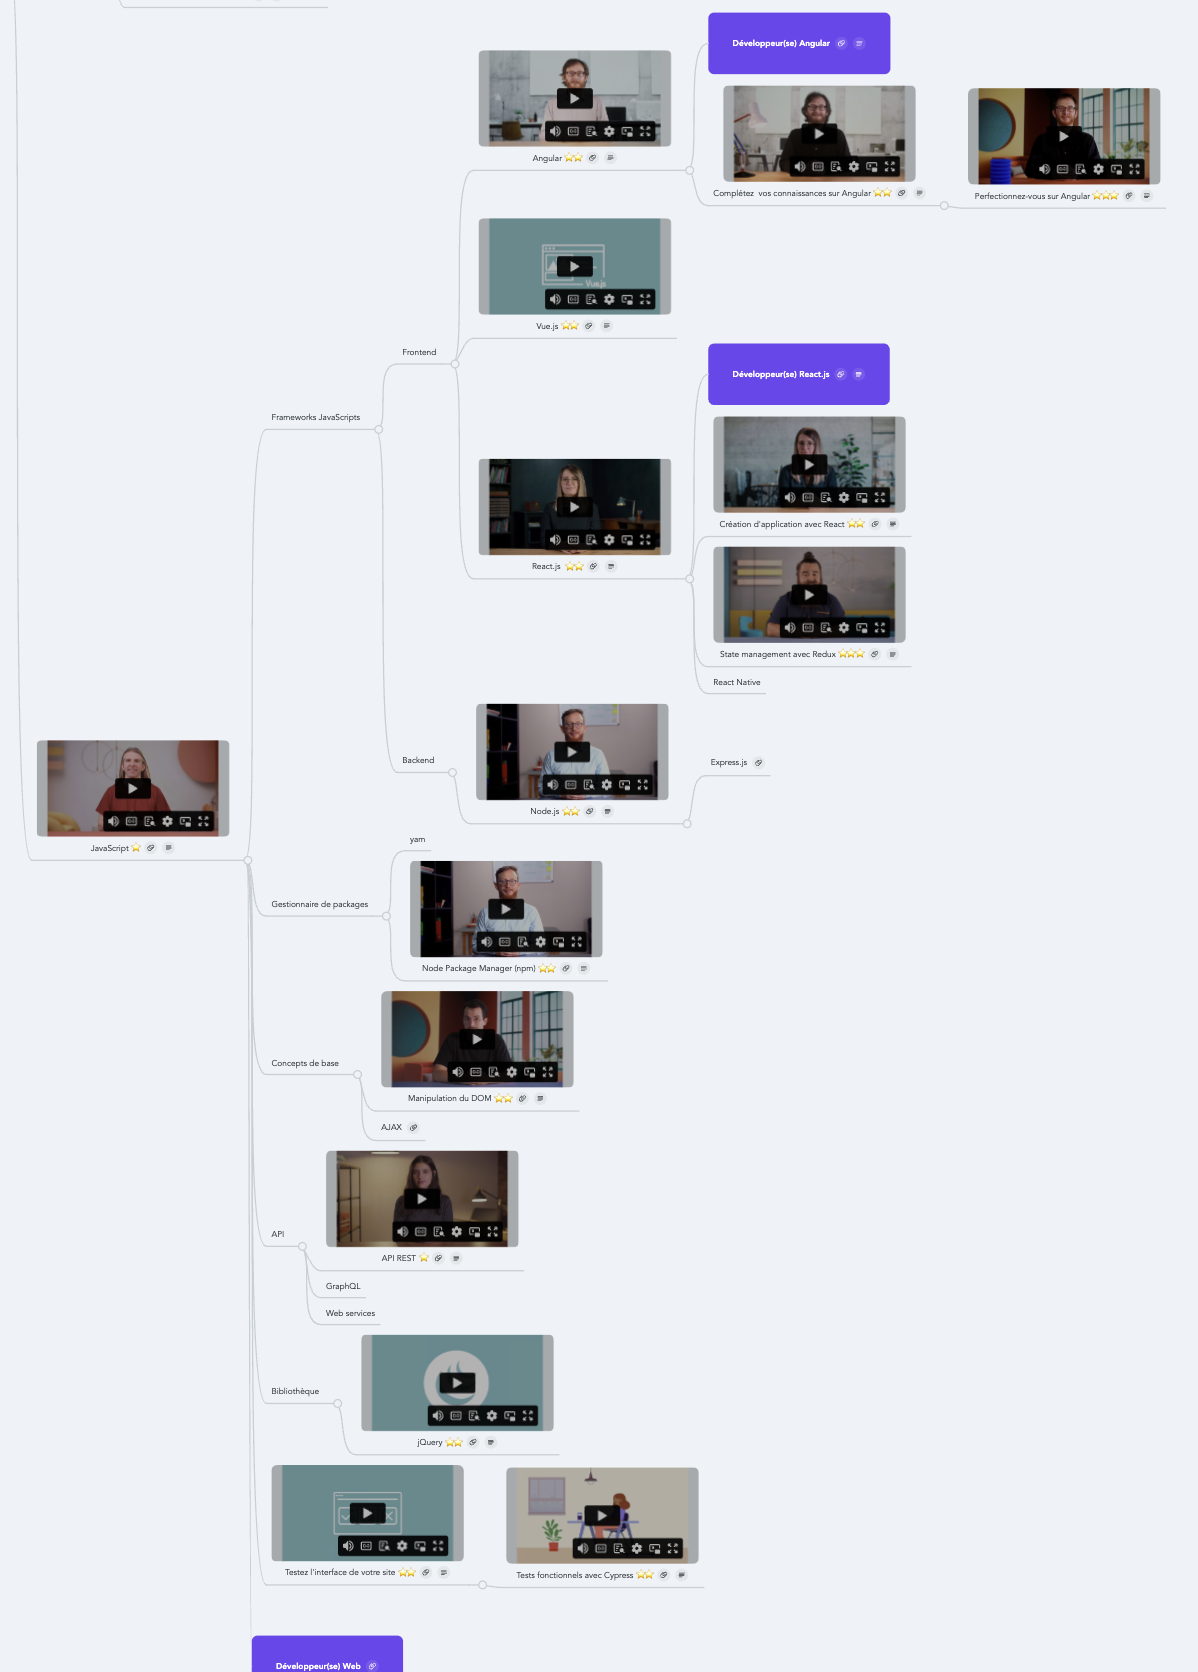 Développeur(se) Angular
Angular
Complétez  vos connaissances sur Angular
Perfectionnez-vous sur Angular
Vue.js
Vue.js
Frontend
Développeur(se) React.js
Frameworks JavaScripts
Création d'application avec React
React.js
State management avec Redux
React Native
Backend
Express.js
Node.js
yarn
JavaScript
Gestionnaire de packages
Node Package Manager (npm)
Concepts de base
Manipulation du DOM
AJAX
API
API REST
GraphQL
Web services
Bibliothèque
jQuery
Testez l'interface de votre site
Tests fonctionnels avec Cypress
Développeur(se) Web